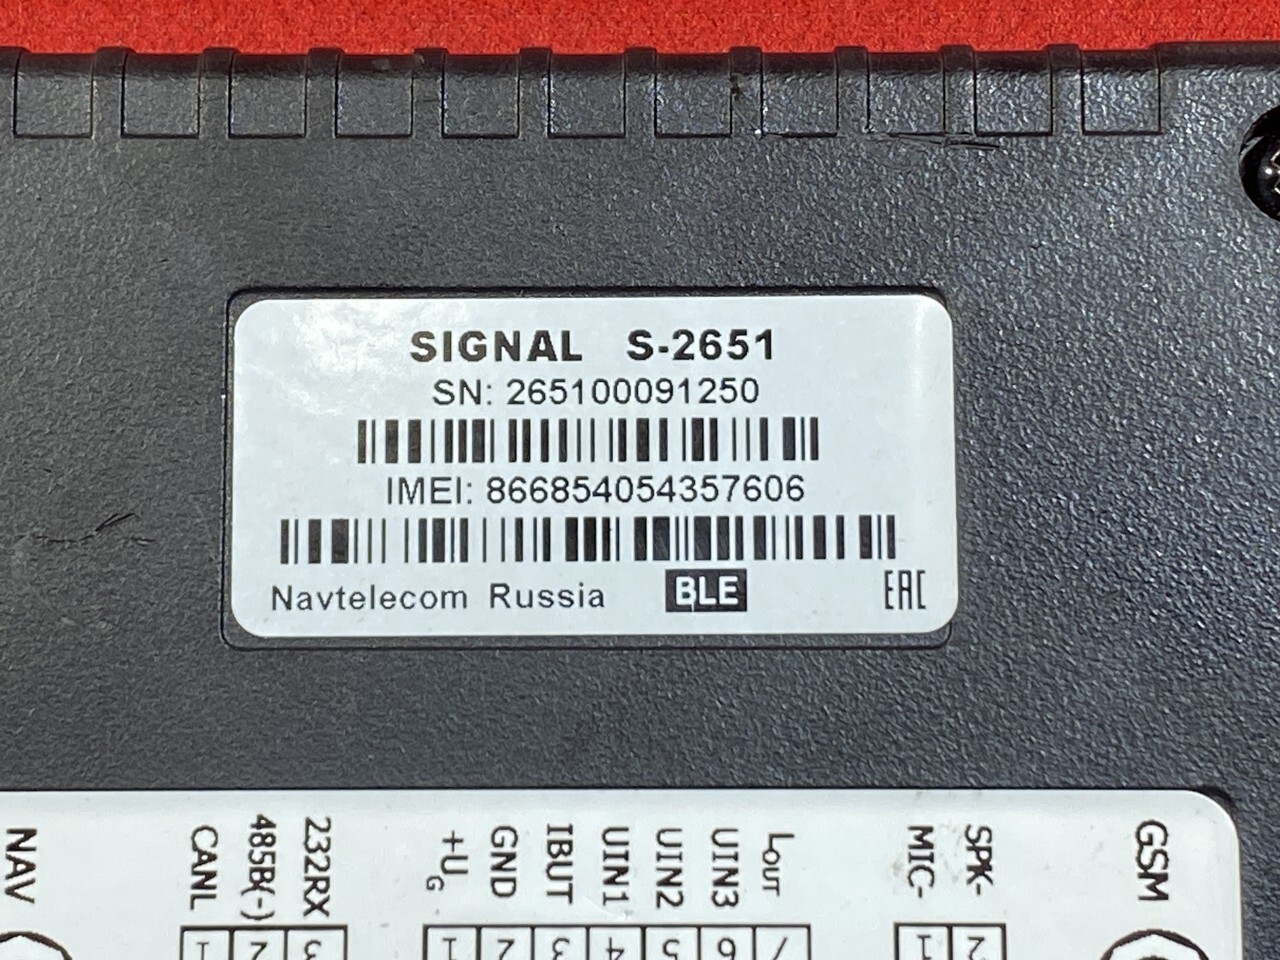 SIGNAL S-2651
SN: 265100091250
IMEI: 866854054357606
Navtelecom Russia BLE EAC
NAV
CANL
485B(-)
232RX
+UG
GND
IBUT
UIN1
UIN2
UIN3
LOUT
MIC-
SPK-
GSM
1 2 3
1 2 3 4 5 6 7
1 2